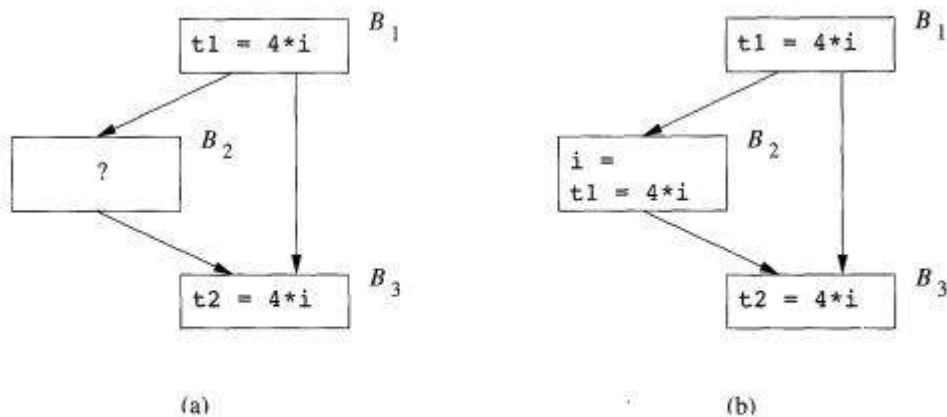 B1
t1 = 4*i
B2
?
B3
t2 = 4*i
(a)
B1
t1 = 4*i
B2
i =
t1 = 4*i
B3
t2 = 4*i
(b)